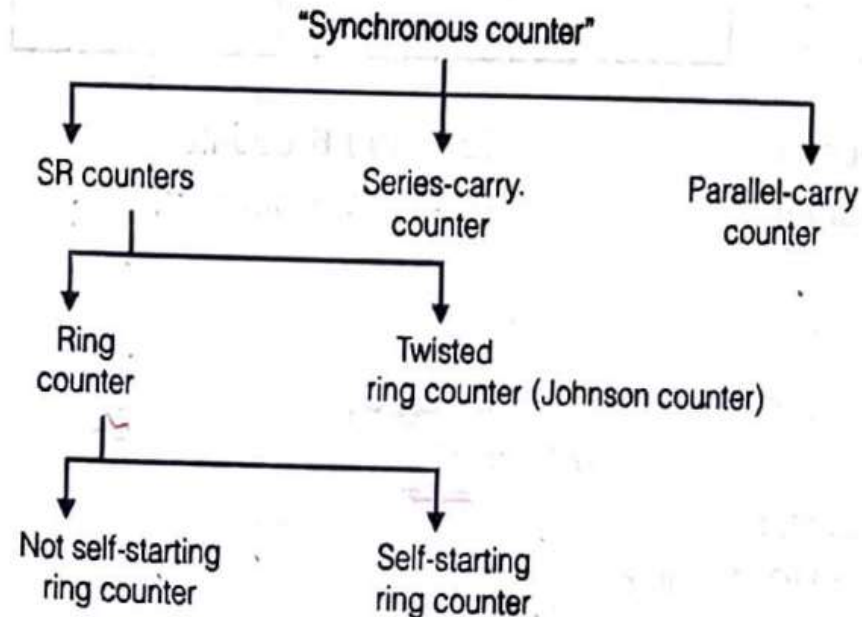 "Synchronous counter"
SR counters
Series-carry.
counter
Parallel-carry
counter
Ring
counter
Twisted
ring counter (Johnson counter)
Not self-starting
ring counter
Self-starting
ring counter